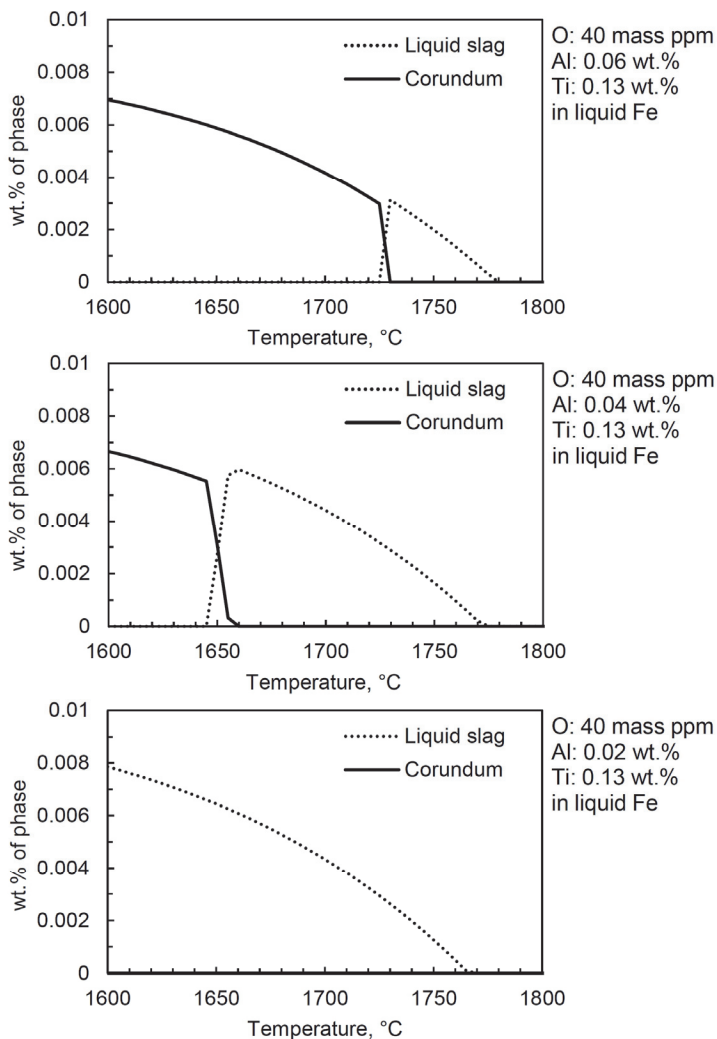 0.01
0.008
0.006
0.004
0.002
0
wt.% of phase
Liquid slag
Corundum
O: 40 mass ppm
Al: 0.06 wt.%
Ti: 0.13 wt.%
in liquid Fe
1600 1650 1700 1750 1800
Temperature, °C
0.01
0.008
0.006
0.004
0.002
0
wt.% of phase
Liquid slag
Corundum
O: 40 mass ppm
Al: 0.04 wt.%
Ti: 0.13 wt.%
in liquid Fe
1600 1650 1700 1750 1800
Temperature, °C
0.01
0.008
0.006
0.004
0.002
0
wt.% of phase
Liquid slag
Corundum
O: 40 mass ppm
Al: 0.02 wt.%
Ti: 0.13 wt.%
in liquid Fe
1600 1650 1700 1750 1800
Temperature, °C